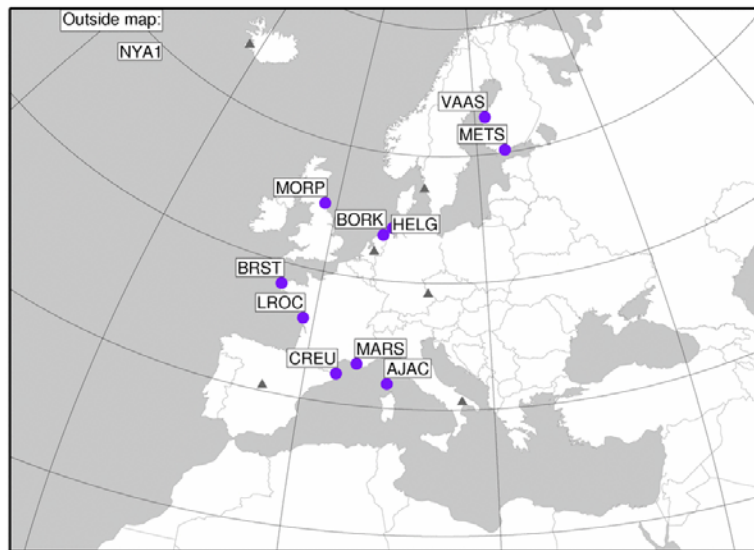 Outside map:
NYA1
VAAS
METS
MORP
BORK
HELG
BRST
LROC
CREU
MARS
AJAC